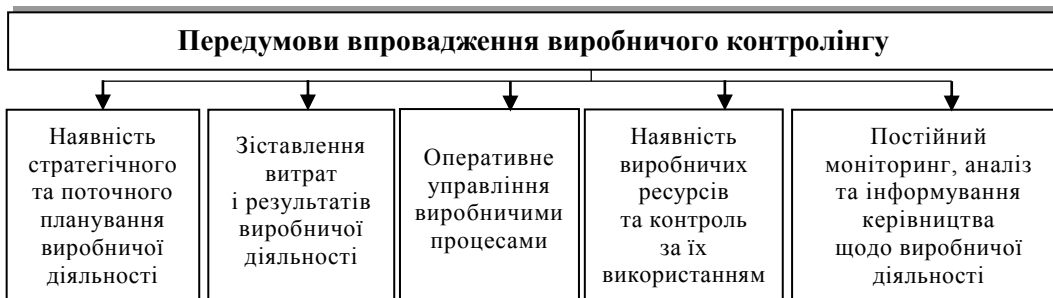 Передумови впровадження виробничого контролінгу
Наявність
стратегічного
та поточного
планування
виробничої
діяльності
Зіставлення
витрат
і результатів
виробничої
діяльності
Оперативне
управління
виробничими
процесами
Наявність
виробничих
ресурсів
та контроль
за їх
використанням
Постійний
моніторинг, аналіз
та інформування
керівництва
щодо виробничої
діяльності